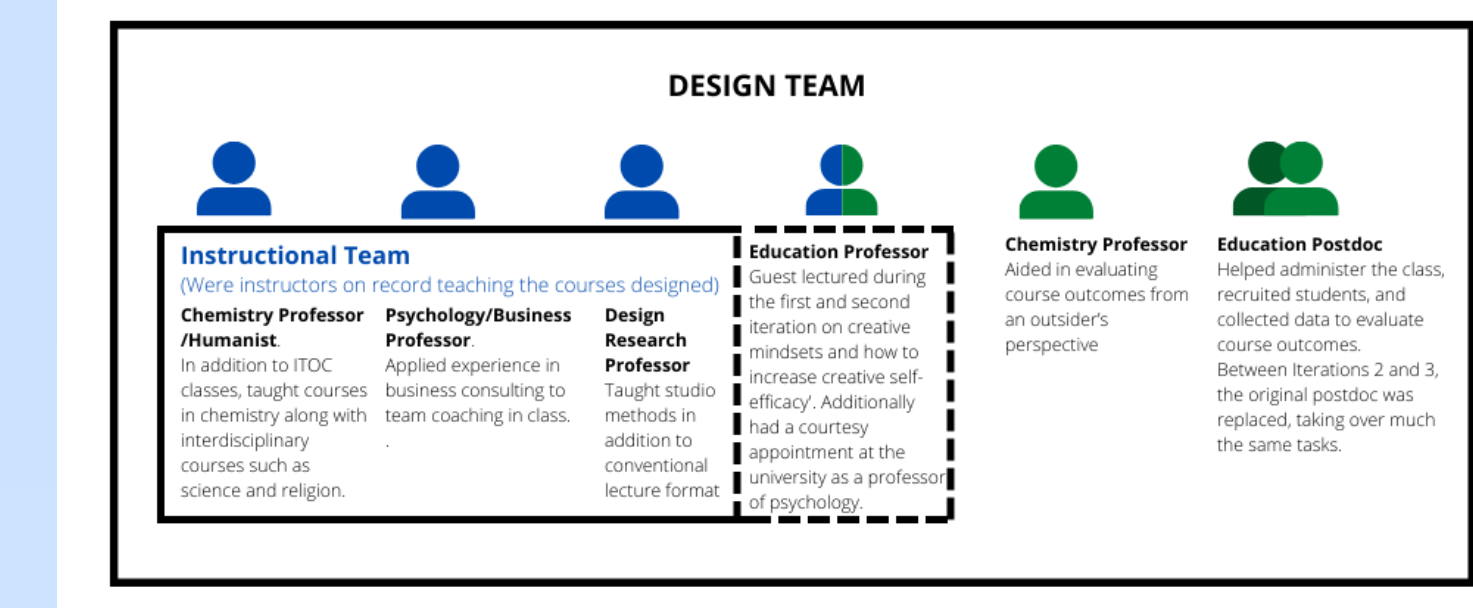 DESIGN TEAM
Instructional Team
(Were instructors on record teaching the courses designed)
Chemistry Professor
/Humanist.
In addition to ITOC
classes, taught courses
in chemistry along with
interdisciplinary
courses such as
science and religion.
Psychology/Business
Professor.
Applied experience in
business consulting to
team coaching in class.
.
Design
Research
Professor
Taught studio
methods in
addition to
conventional
lecture format
Education Professor
Guest lectured during
the first and second
iteration on creative
mindsets and how to
increase creative self-
efficacy'. Additionally
had a courtesy
appointment at the
university as a professor
of psychology.
Chemistry Professor
Aided in evaluating
course outcomes from
an outsider's
perspective
Education Postdoc
Helped administer the class,
recruited students, and
collected data to evaluate
course outcomes.
Between Iterations 2 and 3,
the original postdoc was
replaced, taking over much
the same tasks.